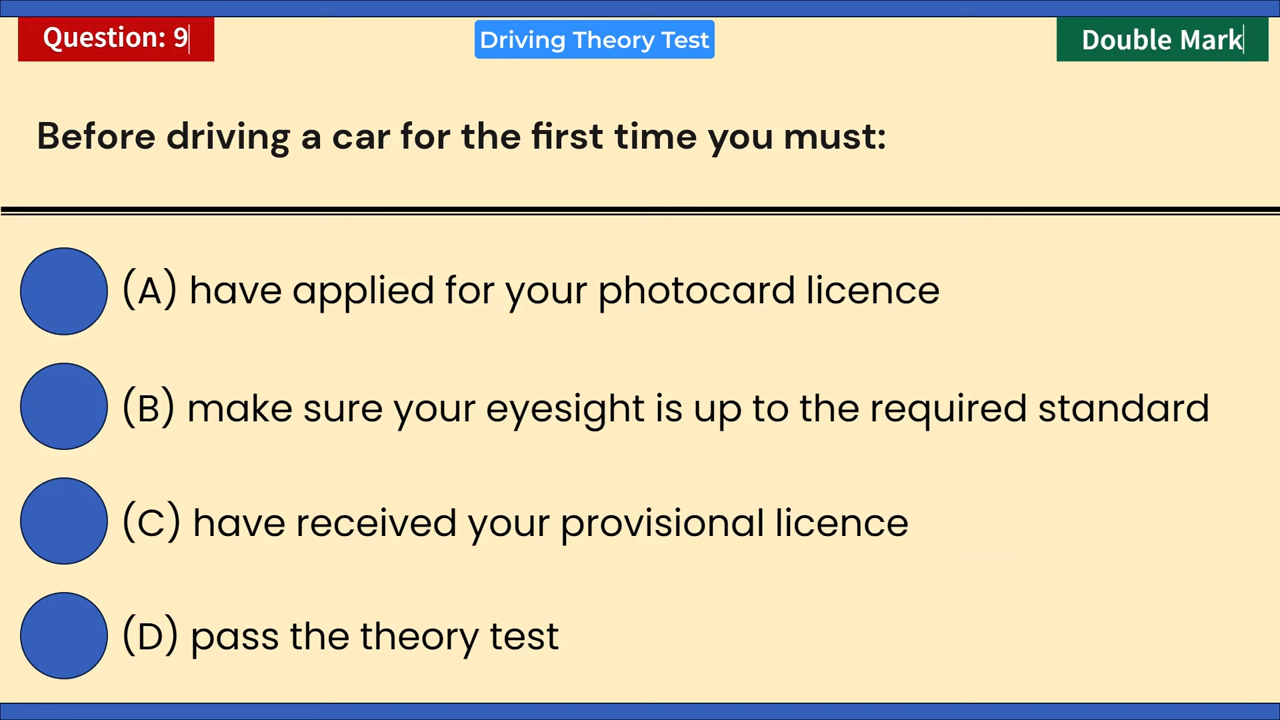 Question: 9
Driving Theory Test
Double Mark
Before driving a car for the first time you must:
(A) have applied for your photocard licence
(B) make sure your eyesight is up to the required standard
(C) have received your provisional licence
(D) pass the theory test